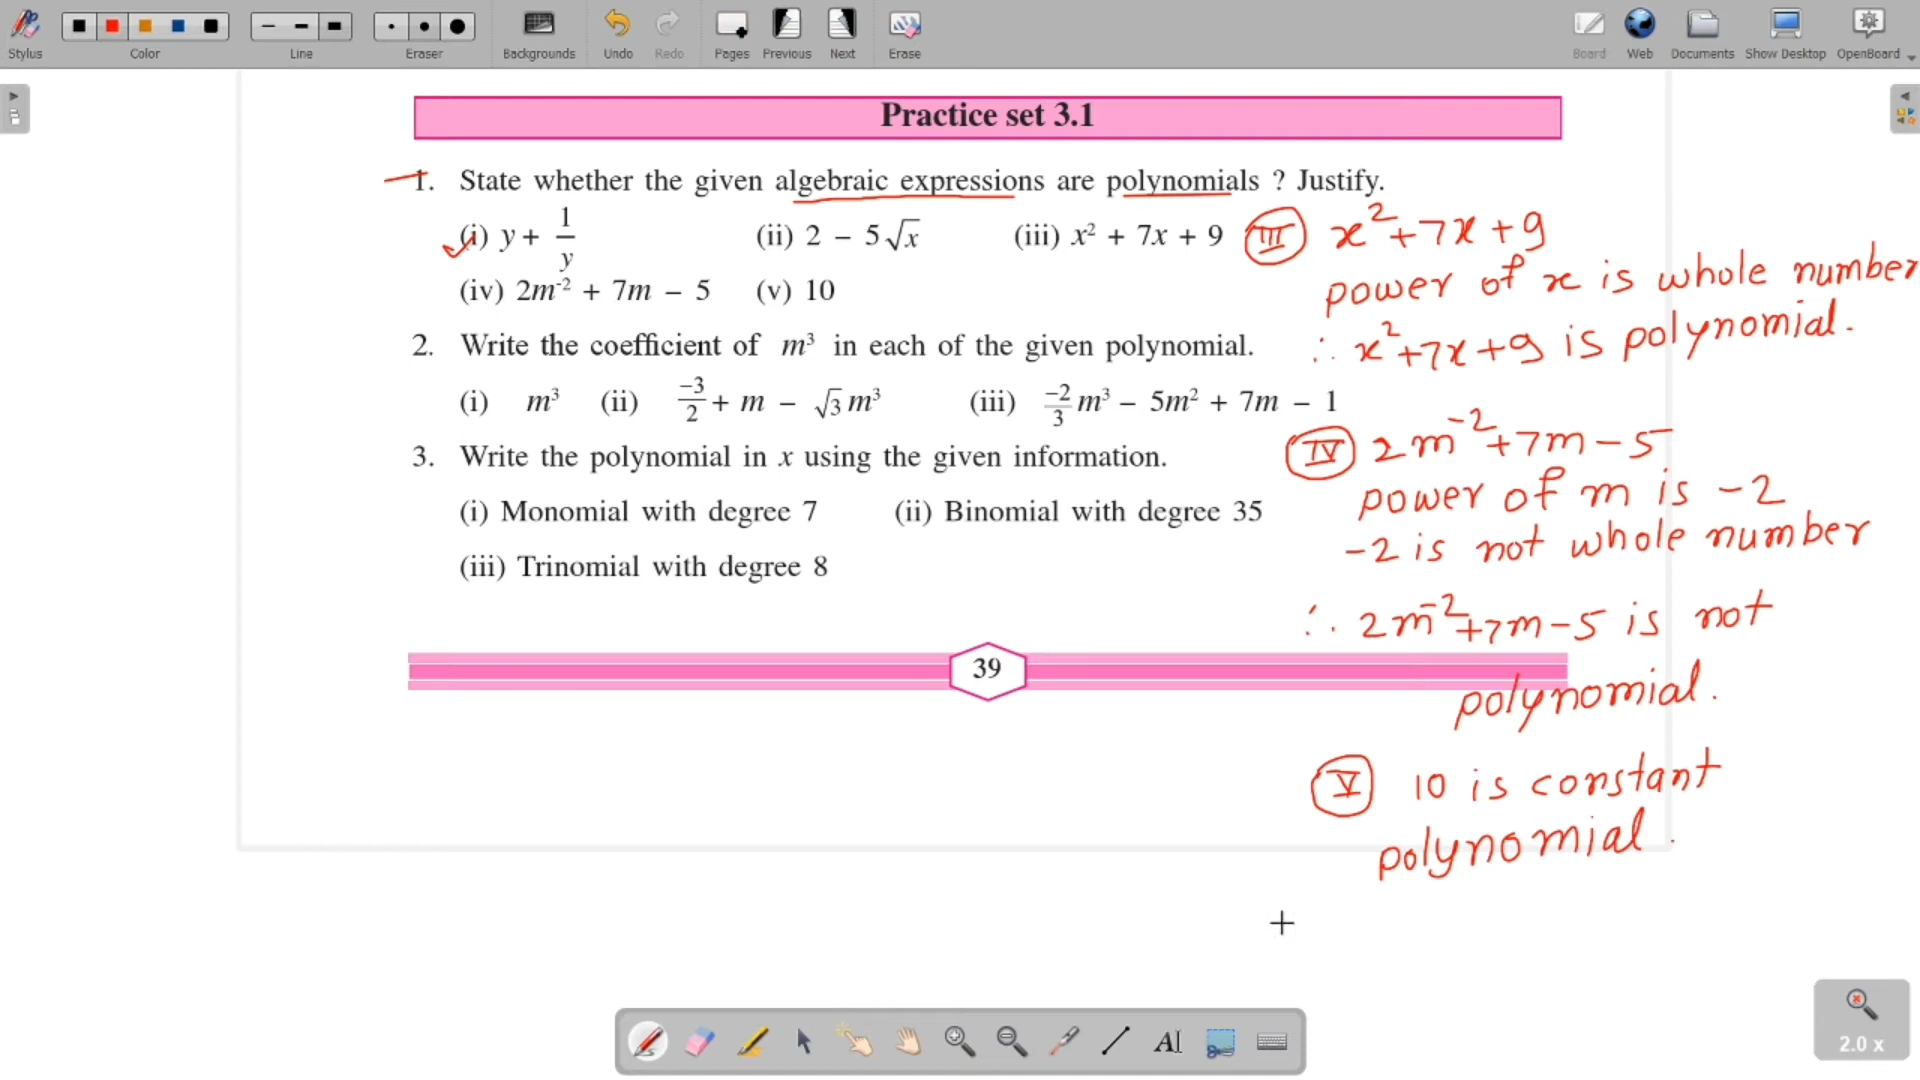 Stylus
Color
Line
Eraser
Backgrounds
Undo
Redo
Pages
Previous
Next
Erase
Board
Web
Documents
Show Desktop
OpenBoard
Practice set 3.1
1. State whether the given algebraic expressions are polynomials ? Justify.
(i) y + 1/y (ii) 2 − 5√x (iii) x² + 7x + 9
(iv) 2m⁻² + 7m − 5 (v) 10
2. Write the coefficient of m³ in each of the given polynomial.
(i) m³ (ii) −3/2 + m − √3 m³ (iii) −2/3 m³ − 5m² + 7m − 1
3. Write the polynomial in x using the given information.
(i) Monomial with degree 7 (ii) Binomial with degree 35
(iii) Trinomial with degree 8
39
III x² + 7x + 9
power of x is whole number
∴ x² + 7x + 9 is polynomial.
IV 2m⁻² + 7m − 5
power of m is −2
−2 is not whole number
∴ 2m⁻² + 7m − 5 is not
polynomial.
V 10 is constant
polynomial.
2.0 x